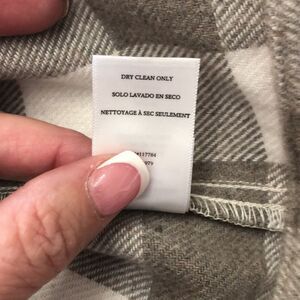 DRY CLEAN ONLY
SOLO LAVADO EN SECO
NETTOYAGE À SEC SEULEMENT